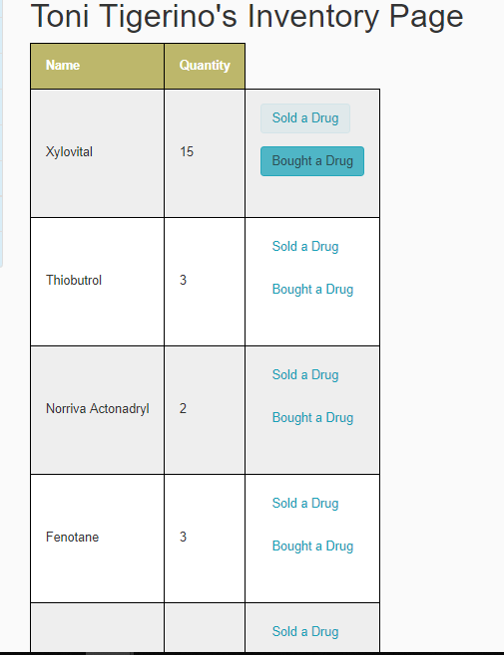 Toni Tigerino's Inventory Page
Name Quantity
Sold a Drug
Xylovital 15
Bought a Drug
Sold a Drug
Thiobutrol 3
Bought a Drug
Sold a Drug
Norriva Actonadryl 2
Bought a Drug
Sold a Drug
Fenotane 3
Bought a Drug
Sold a Drug